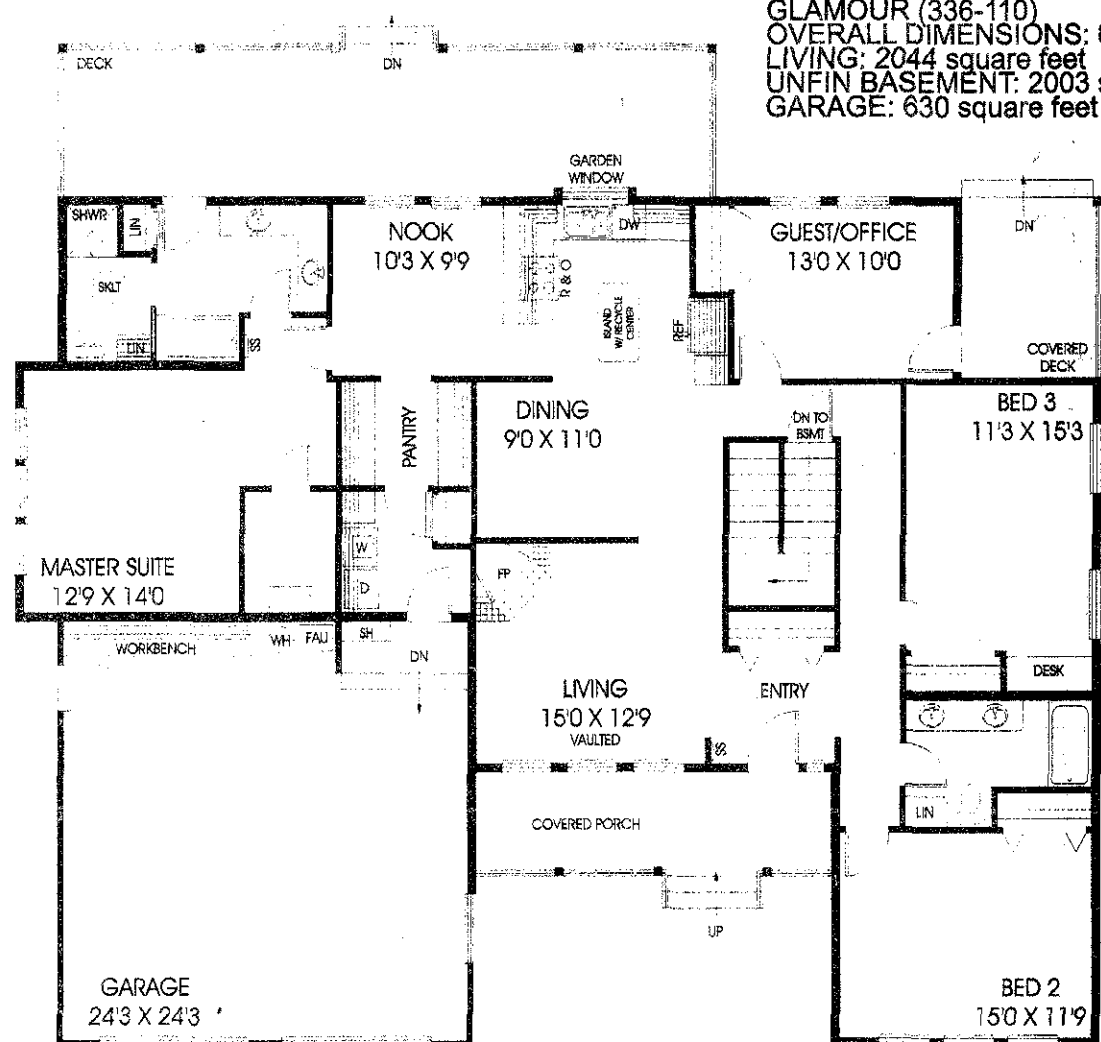 GLAMOUR (336-110)
OVERALL DIMENSIONS:
LIVING: 2044 square feet
UNFIN BASEMENT: 2003
GARAGE: 630 square feet
DECK
DN
GARDEN
WINDOW
SHWR
LIN
NOOK
10'3 X 9'9
DW
GUEST/OFFICE
13'0 X 10'0
DN
SKLT
R & O
ISLAND
W/ RECYCLE
CENTER
REF
LIN
SS
COVERED
DECK
PANTRY
DINING
9'0 X 11'0
DN TO
BSMT
BED 3
11'3 X 15'3
MASTER SUITE
12'9 X 14'0
W
D
FP
WORKBENCH
WH
FAU
SH
DN
DESK
LIVING
15'0 X 12'9
VAULTED
ENTRY
SS
LIN
COVERED PORCH
UP
GARAGE
24'3 X 24'3
BED 2
15'0 X 11'9